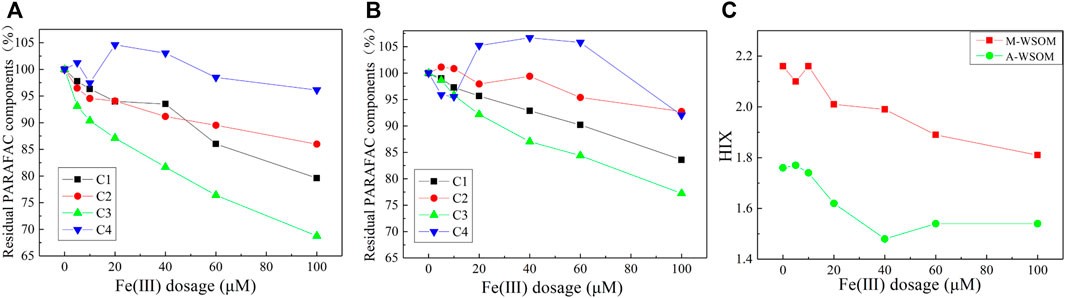 A
Residual PARAFAC components (%)
105
100
95
90
85
80
75
70
65
C1
C2
C3
C4
0 20 40 60 80 100
Fe(III) dosage (μM)
B
Residual PARAFAC components (%)
105
100
95
90
85
80
75
70
65
C1
C2
C3
C4
0 20 40 60 80 100
Fe(III) dosage (μM)
C
HIX
2.2
2.0
1.8
1.6
1.4
M-WSOM
A-WSOM
0 20 40 60 80 100
Fe(III) dosage (μM)